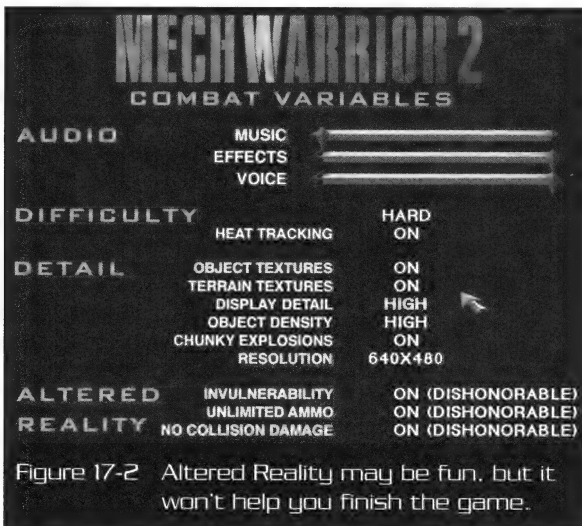 MECHWARRIOR 2
COMBAT VARIABLES
AUDIO MUSIC
EFFECTS
VOICE
DIFFICULTY HARD
HEAT TRACKING ON
DETAIL OBJECT TEXTURES ON
TERRAIN TEXTURES ON
DISPLAY DETAIL HIGH
OBJECT DENSITY HIGH
CHUNKY EXPLOSIONS ON
RESOLUTION 640X480
ALTERED INVULNERABILITY ON (DISHONORABLE)
UNLIMITED AMMO ON (DISHONORABLE)
REALITY NO COLLISION DAMAGE ON (DISHONORABLE)
Figure 17-2 Altered Reality may be fun, but it
won't help you finish the game.